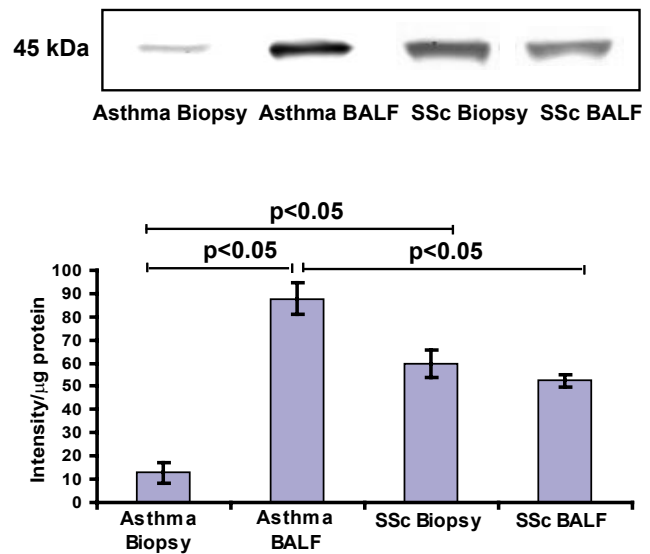 45 kDa
Asthma Biopsy Asthma BALF SSc Biopsy SSc BALF
p<0.05
p<0.05 p<0.05
Intensity/μg protein
100
90
80
70
60
50
40
30
20
10
0
Asthma Biopsy
Asthma BALF
SSc Biopsy
SSc BALF